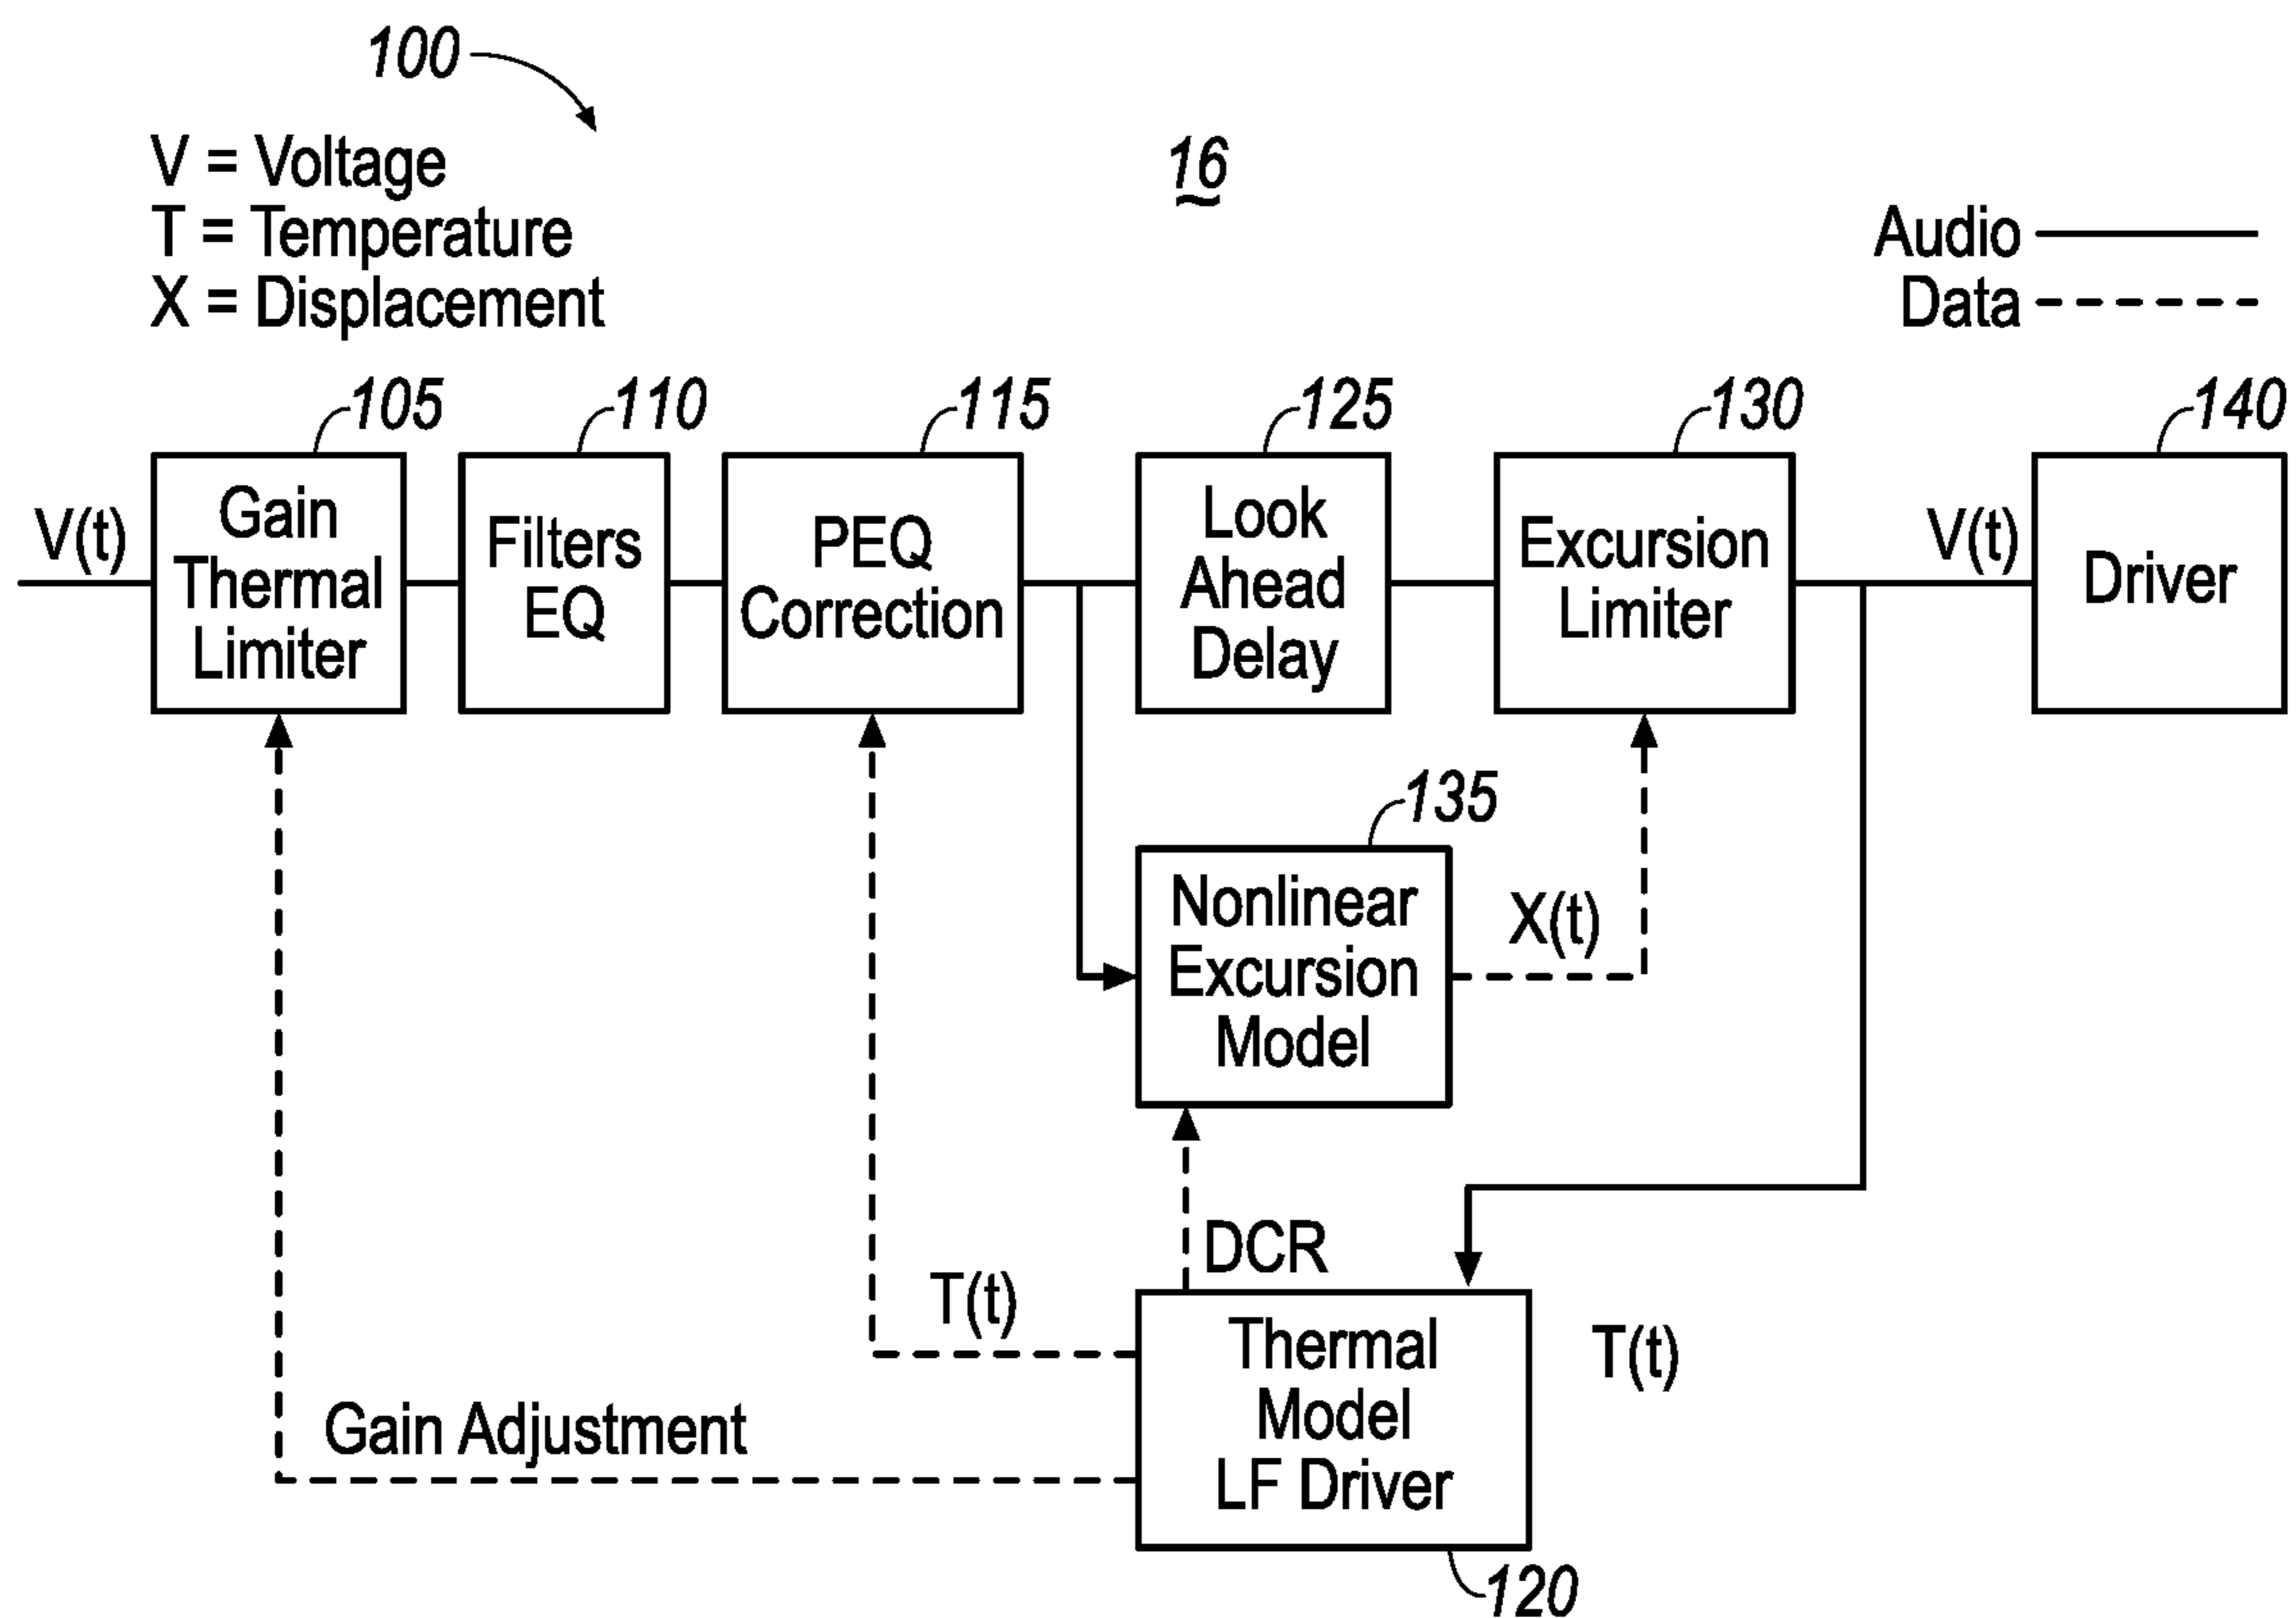 100
V = Voltage
T = Temperature
X = Displacement
16
Audio
Data
105
110
115
125
130
140
V(t)
Gain
Thermal
Limiter
Filters
EQ
PEQ
Correction
Look
Ahead
Delay
Excursion
Limiter
V(t)
Driver
135
Nonlinear
Excursion
Model
X(t)
DCR
T(t)
Thermal
Model
LF Driver
T(t)
Gain Adjustment
120